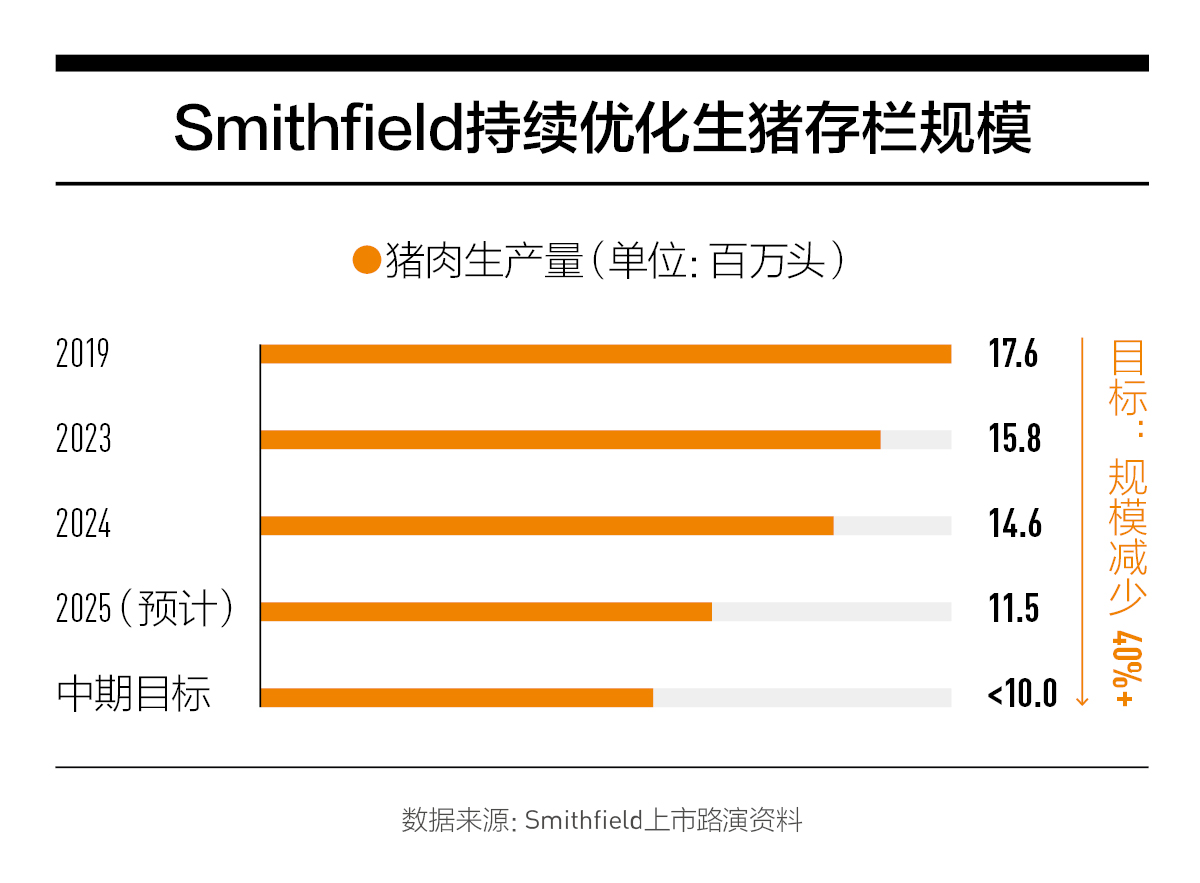 Smithfield持续优化生猪存栏规模
猪肉生产量(单位: 百万头)
2019 17.6
2023 15.8
2024 14.6
2025(预计) 11.5
中期目标 <10.0
目标: 规模减少 40%+
数据来源: Smithfield上市路演资料